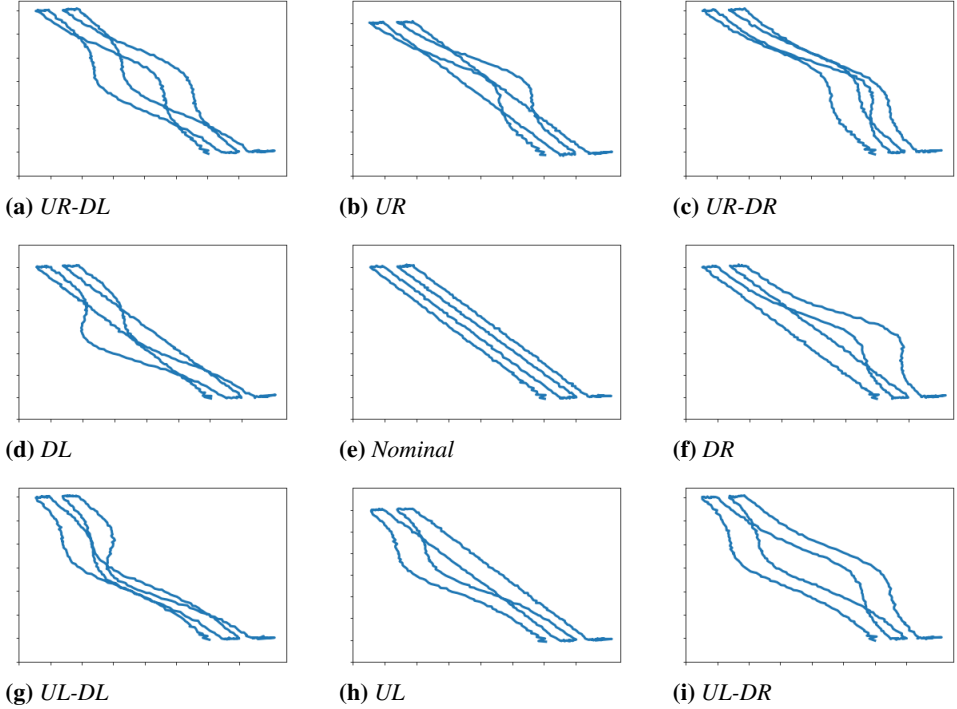 (a) UR-DL
(b) UR
(c) UR-DR
(d) DL
(e) Nominal
(f) DR
(g) UL-DL
(h) UL
(i) UL-DR